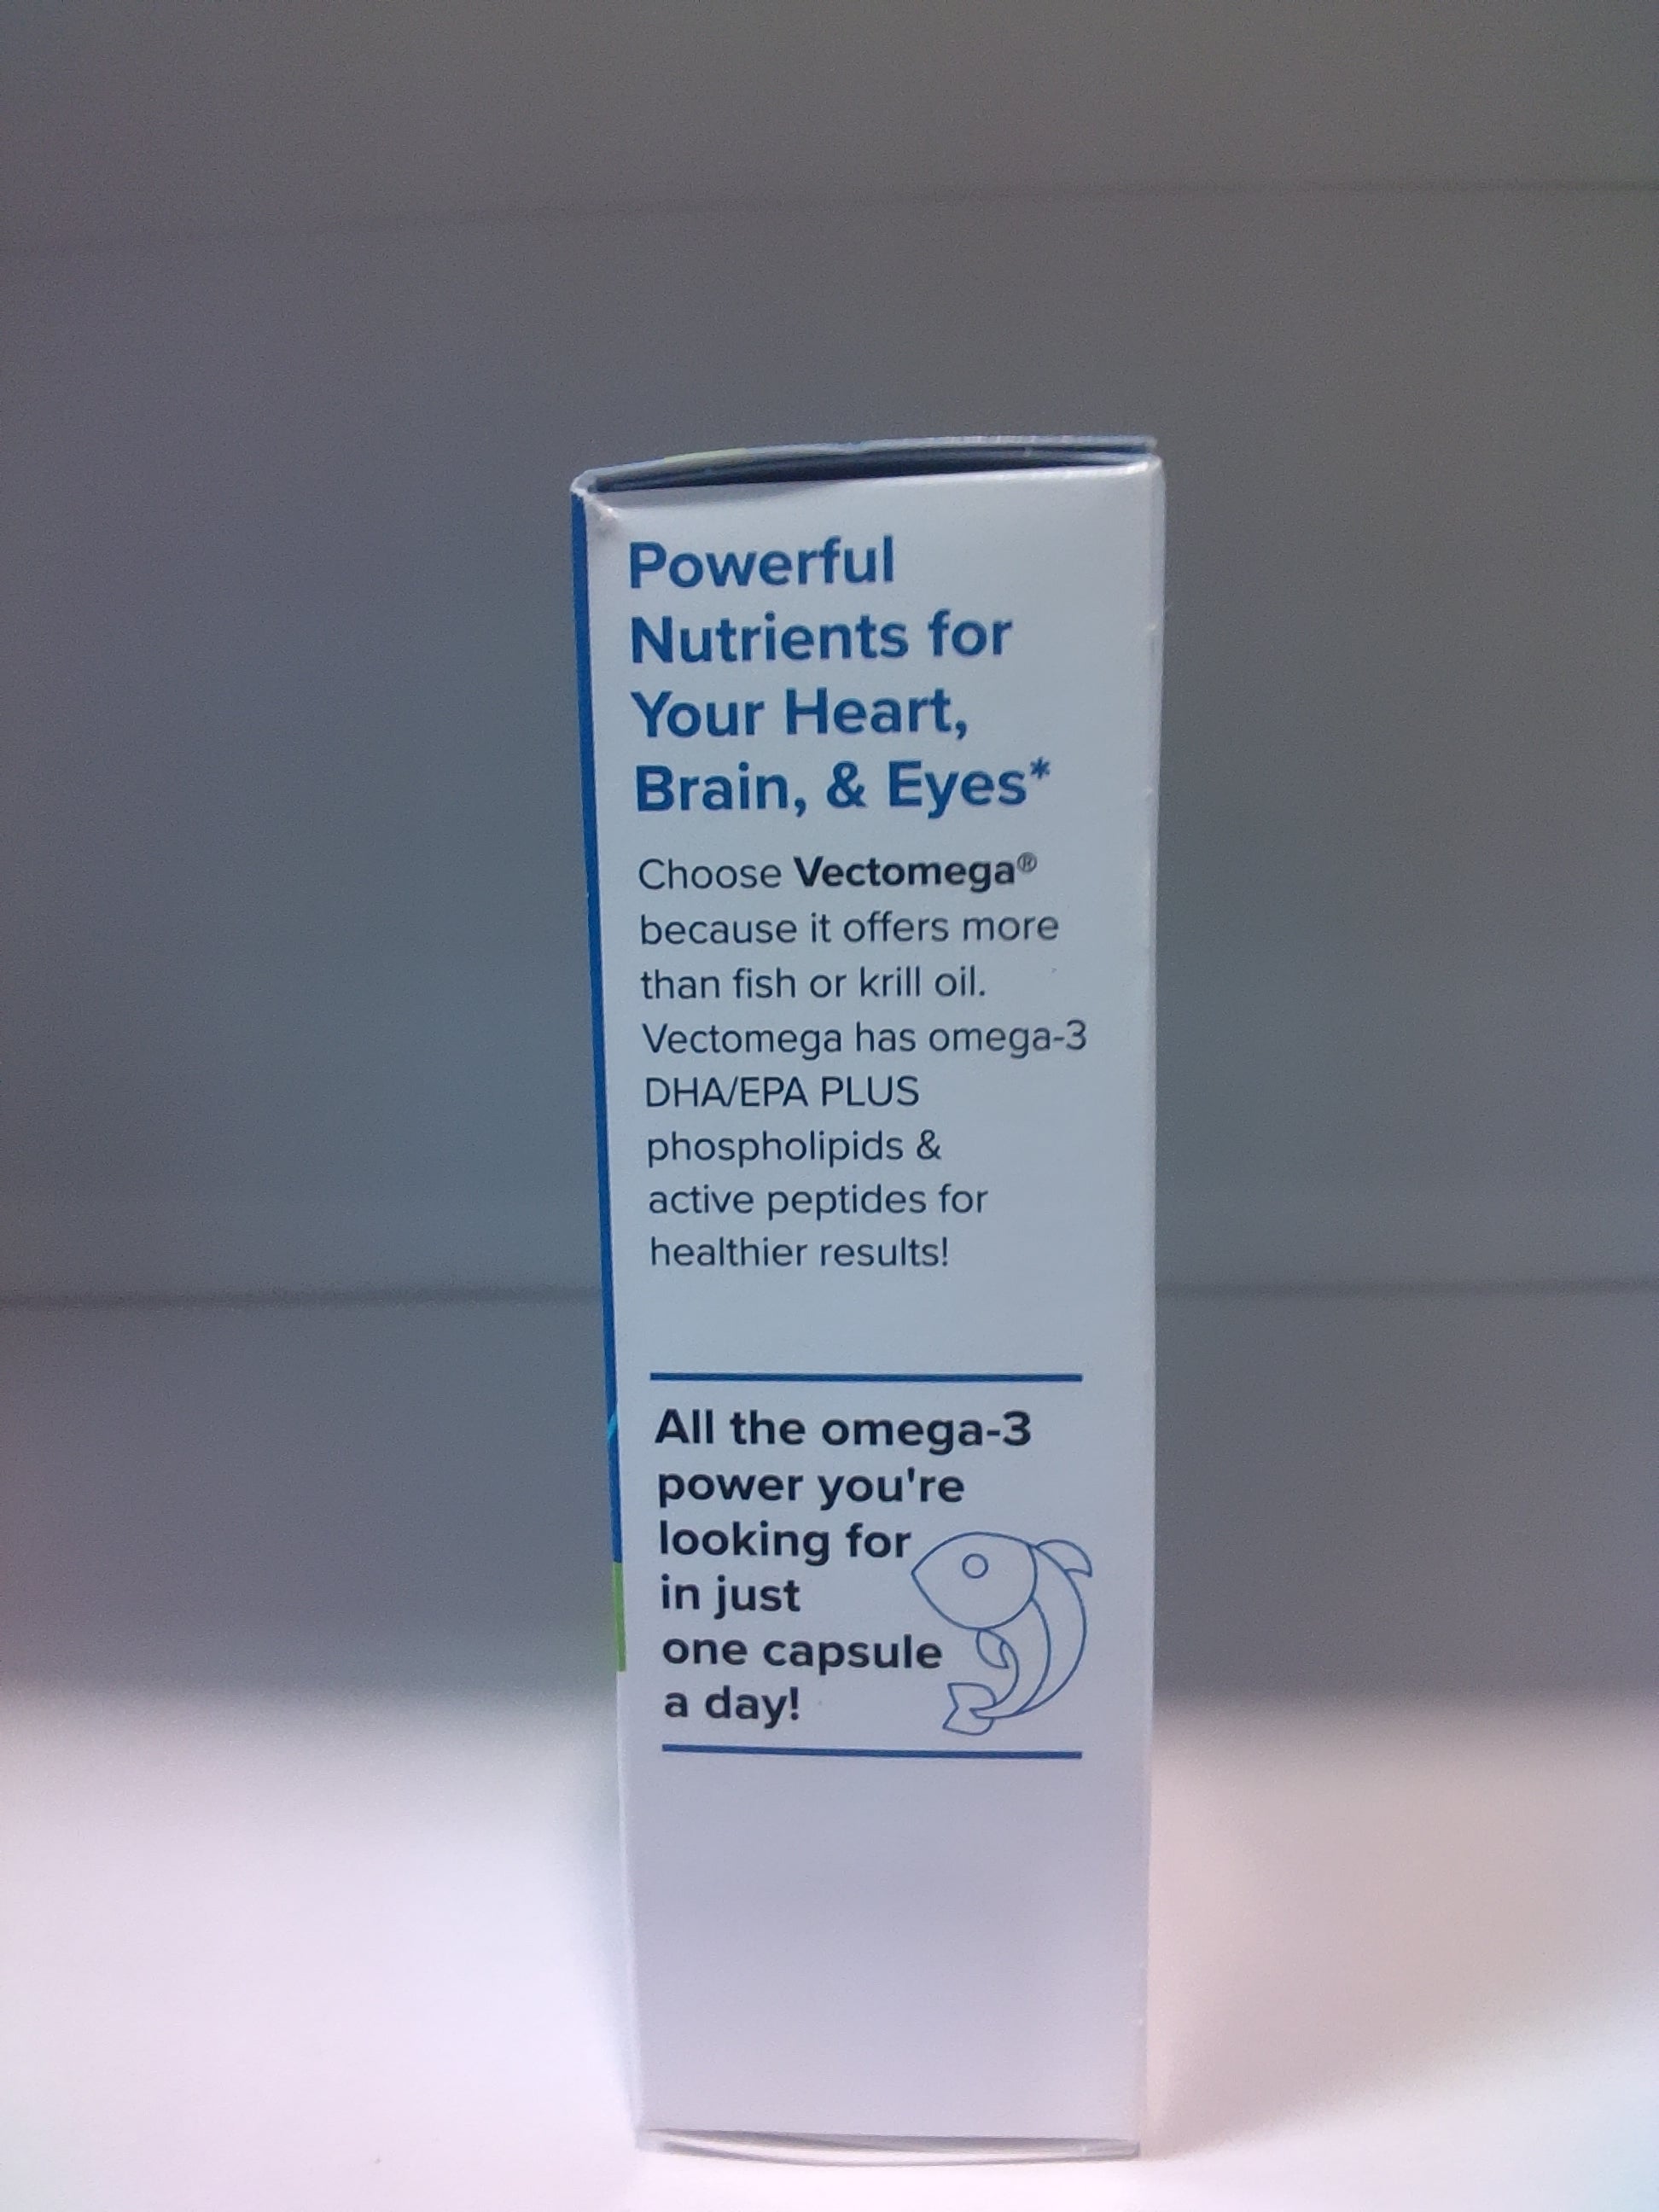 Powerful
Nutrients for
Your Heart,
Brain, & Eyes*
Choose Vectomega®
because it offers more
than fish or krill oil.
Vectomega has omega-3
DHA/EPA PLUS
phospholipids &
active peptides for
healthier results!
All the omega-3
power you're
looking for
in just
one capsule
a day!